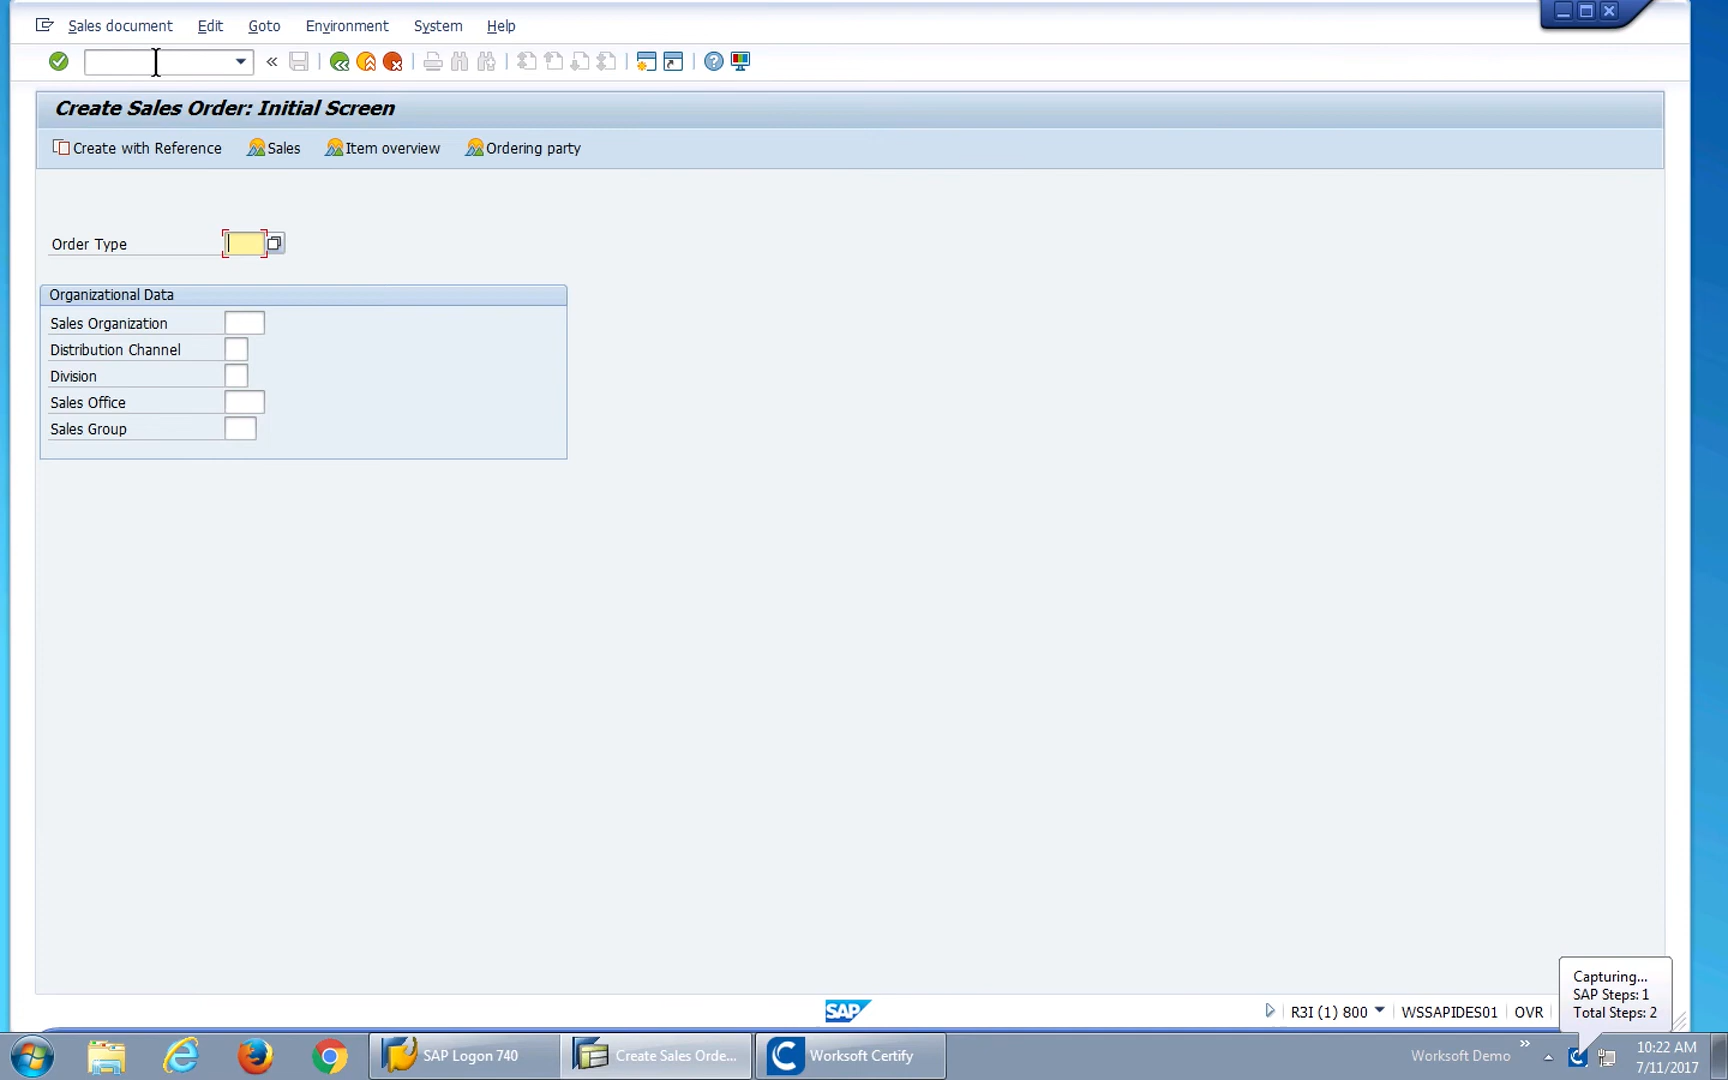 Sales document Edit Goto Environment System Help
Create Sales Order: Initial Screen
Create with Reference Sales Item overview Ordering party
Order Type
Organizational Data
Sales Organization
Distribution Channel
Division
Sales Office
Sales Group
Capturing...
SAP Steps: 1
Total Steps: 2
SAP R3I (1) 800 WSSAPIDES01 OVR
SAP Logon 740 Create Sales Orde... Worksoft Certify Worksoft Demo 10:22 AM
7/11/2017